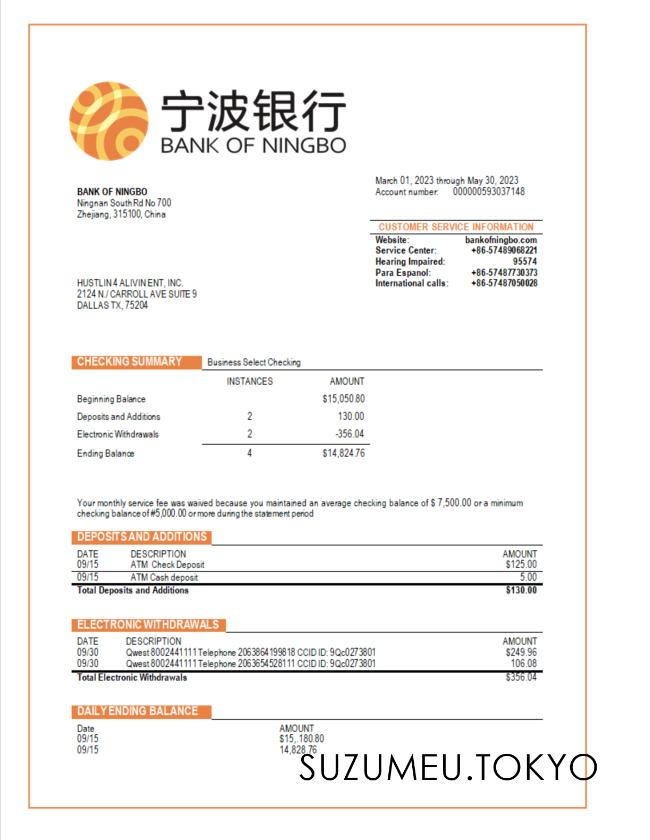 宁波银行
BANK OF NINGBO
March 01, 2023 through May 30, 2023
Account number: 000000593037148
BANK OF NINGBO
Ningnan South Rd No 700
Zhejiang, 315100, China
CUSTOMER SERVICE INFORMATION
Website: bankofningbo.com
Service Center: +86-57489068221
Hearing Impaired: 95574
Para Espanol: +86-57487730373
International calls: +86-57487050028
HUSTLIN 4 ALIVIN ENT, INC.
2124 N./ CARROLL AVE SUITE 9
DALLAS TX, 75204
CHECKING SUMMARY Business Select Checking
INSTANCES AMOUNT
Beginning Balance $15,050.80
Deposits and Additions 2 130.00
Electronic Withdrawals 2 -356.04
Ending Balance 4 $14,824.76
Your monthly service fee was waived because you maintained an average checking balance of $ 7,500.00 or a minimum
checking balance of #5,000.00 or more during the statement period
DEPOSITS AND ADDITIONS
DATE DESCRIPTION AMOUNT
09/15 ATM Check Deposit $125.00
09/15 ATM Cash deposit 5.00
Total Deposits and Additions $130.00
ELECTRONIC WITHDRAWALS
DATE DESCRIPTION AMOUNT
09/30 Qwest 8002441111 Telephone 2063864199818 CCID ID: 9Qc0273801 $249.96
09/30 Qwest 8002441111 Telephone 2063654528111 CCID ID: 9Qc0273801 106.08
Total Electronic Withdrawals $356.04
DAILY ENDING BALANCE
Date AMOUNT
09/15 $15,.180.80
09/15 14,828.76
SUZUMEU.TOKYO